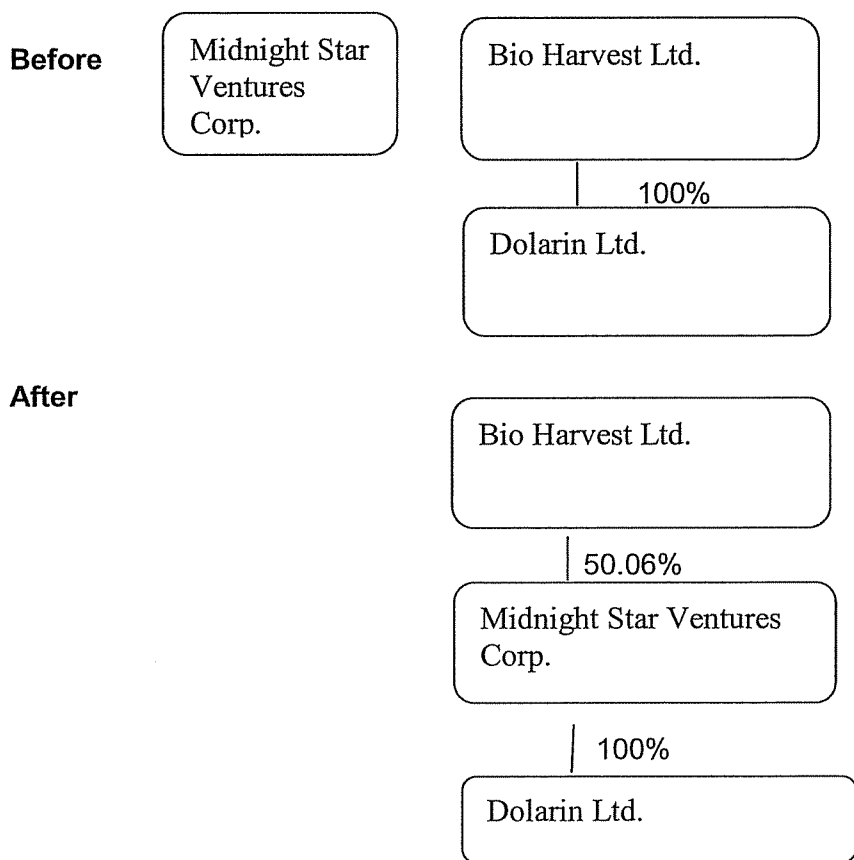 Before
Midnight Star
Ventures
Corp.
Bio Harvest Ltd.
100%
Dolarin Ltd.
After
Bio Harvest Ltd.
50.06%
Midnight Star Ventures
Corp.
100%
Dolarin Ltd.